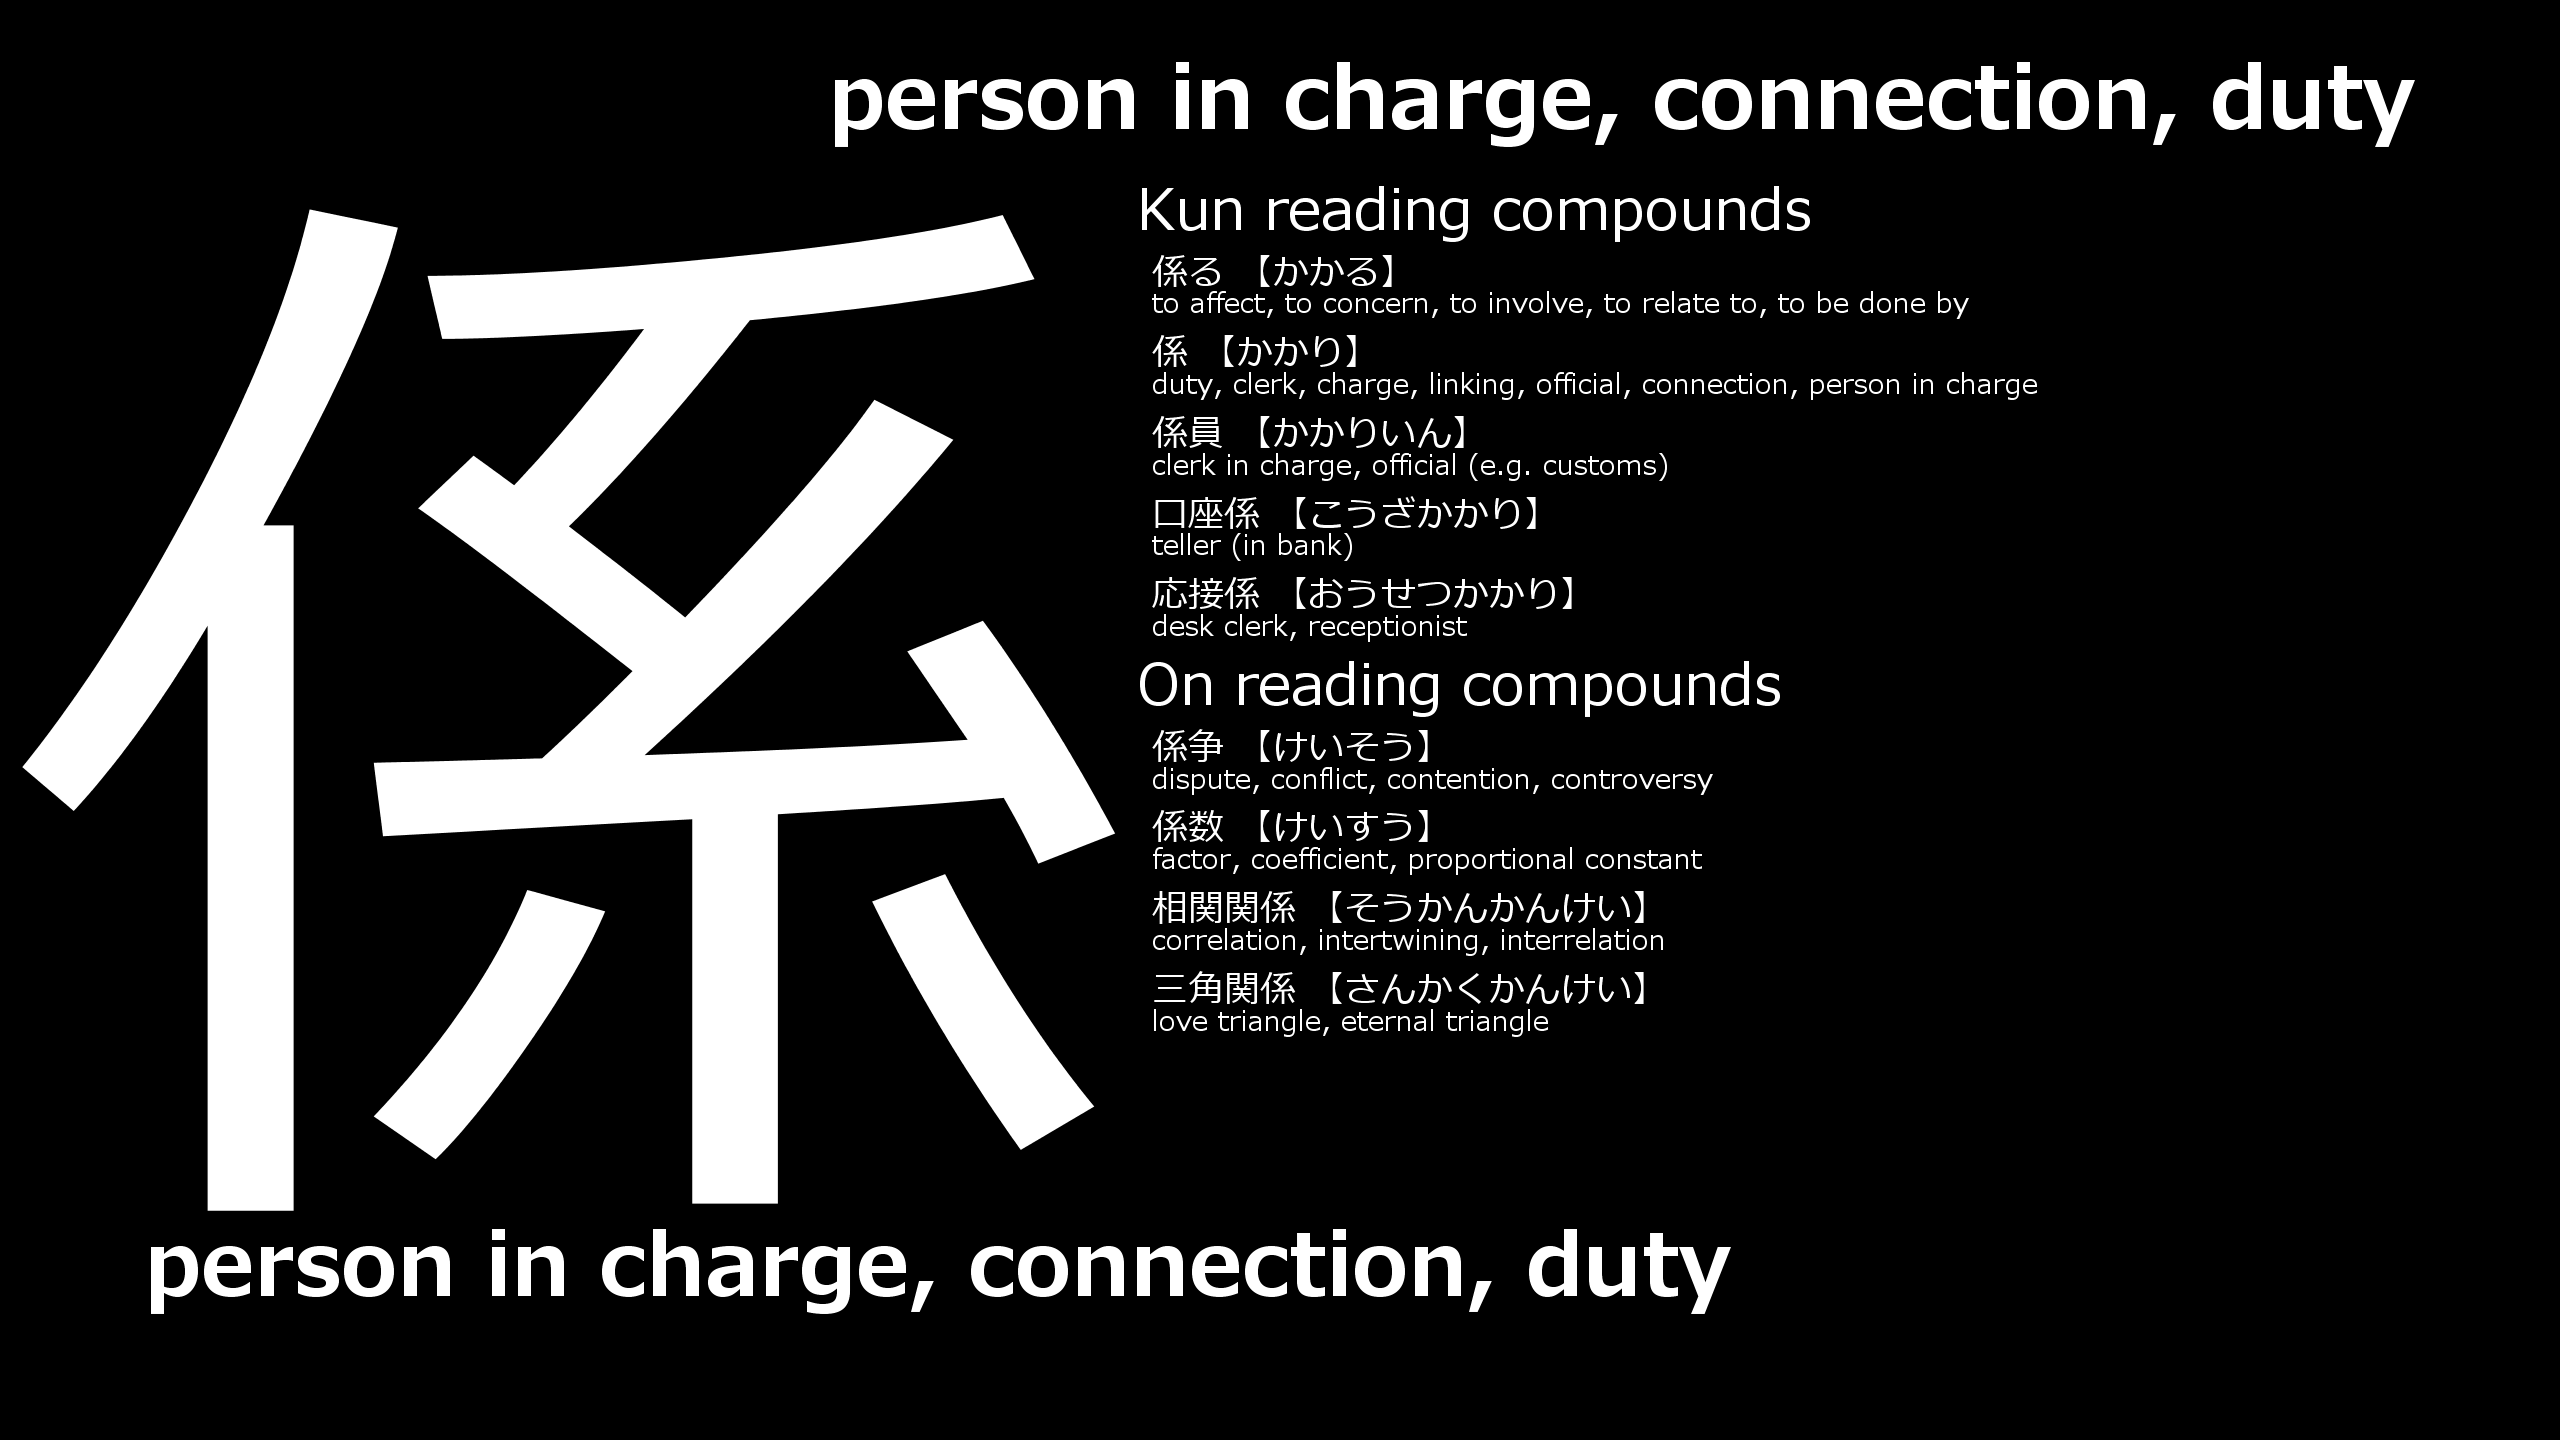 person in charge, connection, duty
係
Kun reading compounds
係る 【かかる】
to affect, to concern, to involve, to relate to, to be done by
係 【かかり】
duty, clerk, charge, linking, official, connection, person in charge
係員 【かかりいん】
clerk in charge, official (e.g. customs)
口座係 【こうざかかり】
teller (in bank)
応接係 【おうせつかかり】
desk clerk, receptionist
On reading compounds
係争 【けいそう】
dispute, conflict, contention, controversy
係数 【けいすう】
factor, coefficient, proportional constant
相関関係 【そうかんかんけい】
correlation, intertwining, interrelation
三角関係 【さんかくかんけい】
love triangle, eternal triangle
person in charge, connection, duty